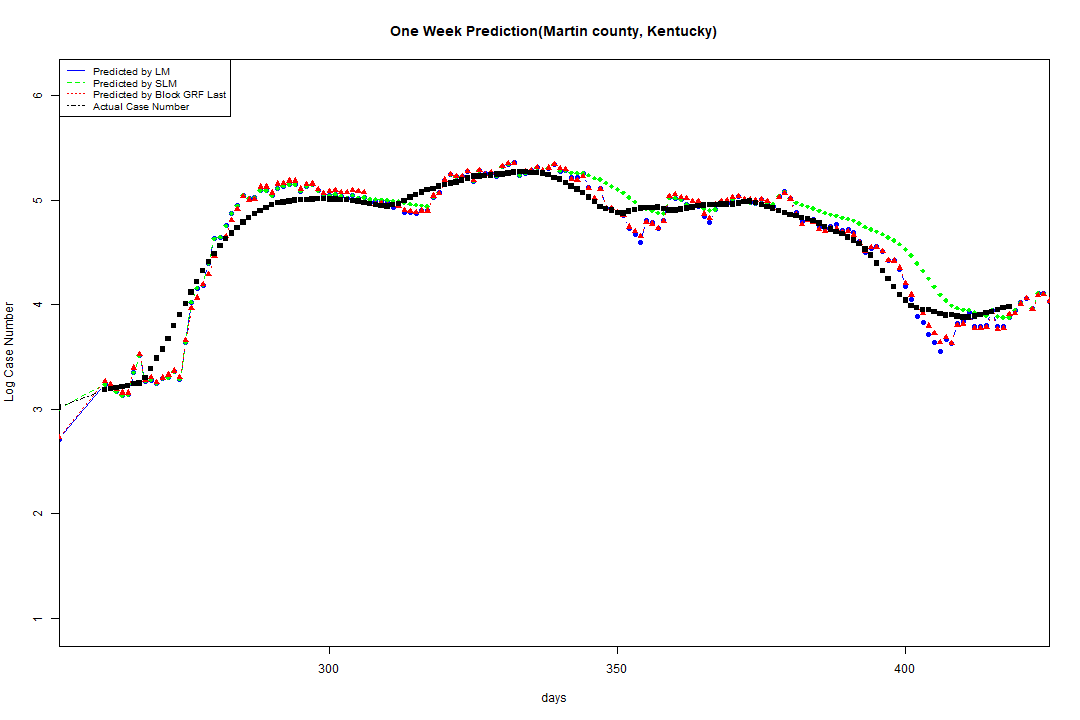 One Week Prediction(Martin county, Kentucky)
Predicted by LM
Predicted by SLM
Predicted by Block GRF Last
Actual Case Number
6
5
4
3
2
1
Log Case Number
300
350
400
days